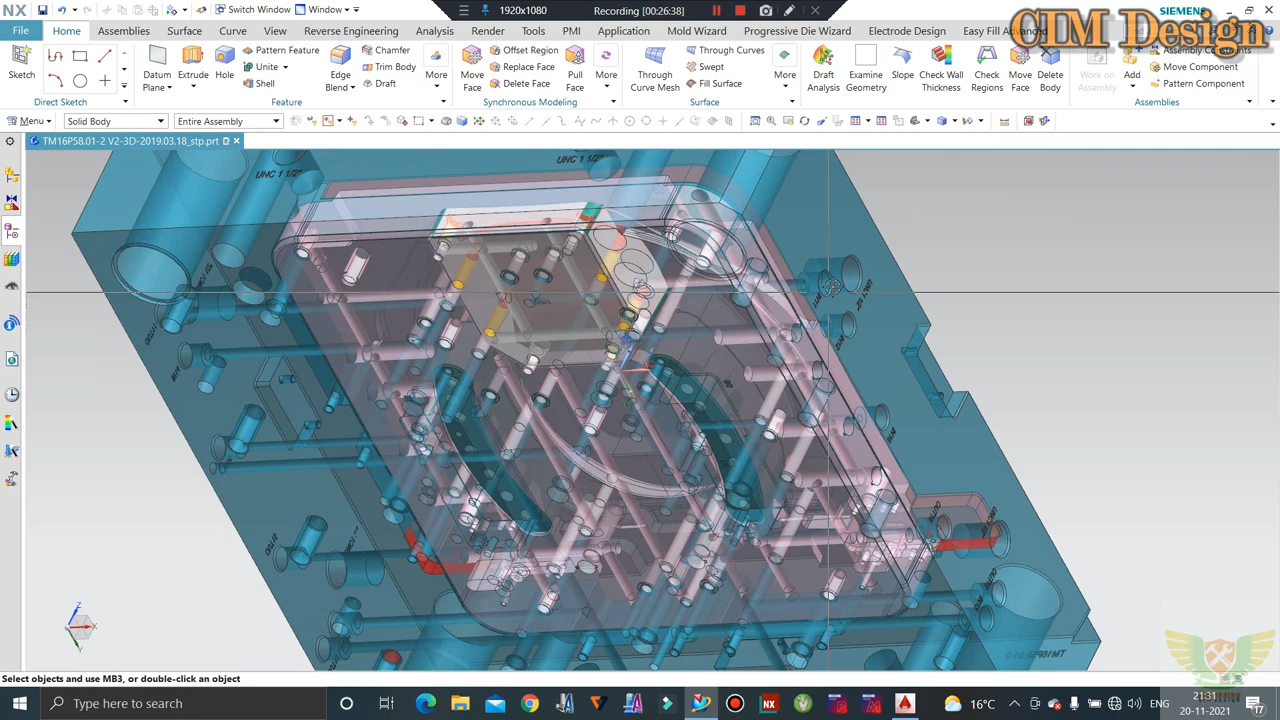 NX
Switch Window
Window
1920x1080
Recording [00:26:38]
SIEMENS
CIM Design
File
Home
Assemblies
Surface
Curve
View
Reverse Engineering
Analysis
Render
Tools
PMI
Application
Mold Wizard
Progressive Die Wizard
Electrode Design
Easy Fill Advanced
Sketch
Datum Plane
Extrude
Hole
Pattern Feature
Unite
Shell
Edge Blend
Chamfer
Trim Body
Draft
More
Move Face
Offset Region
Replace Face
Delete Face
Pull Face
More
Through Curve Mesh
Through Curves
Swept
Fill Surface
More
Draft Analysis
Examine Geometry
Slope
Check Wall Thickness
Check Regions
Move Face
Delete Body
Work on Assembly
Add
Assembly Constraints
Move Component
Pattern Component
Direct Sketch
Feature
Synchronous Modeling
Surface
Assemblies
Menu
Solid Body
Entire Assembly
TM16P58.01-2 V2-3D-2019.03.18_stp.prt
UNC 1 1/2"
UNC 1 1/2"
Select objects and use MB3, or double-click an object
Type here to search
16°C
ENG
21:31
20-11-2021
17